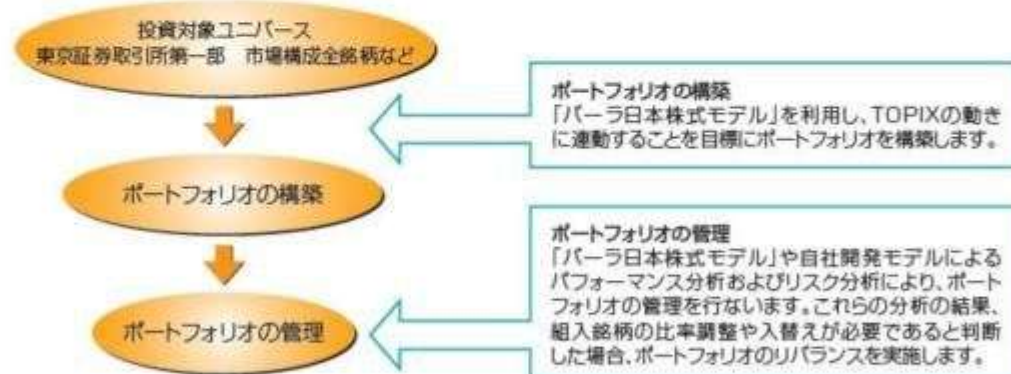 投資対象ユニバース
東京証券取引所第一部　市場構成全銘柄など
ポートフォリオの構築
「バーラ日本株式モデル」を利用し、TOPIXの動き
に連動することを目標にポートフォリオを構築します。
ポートフォリオの構築
ポートフォリオの管理
「バーラ日本株式モデル」や自社開発モデルによる
パフォーマンス分析およびリスク分析により、ポート
フォリオの管理を行ないます。これらの分析の結果、
組入銘柄の比率調整や入替えが必要であると判断
した場合、ポートフォリオのリバランスを実施します。
ポートフォリオの管理